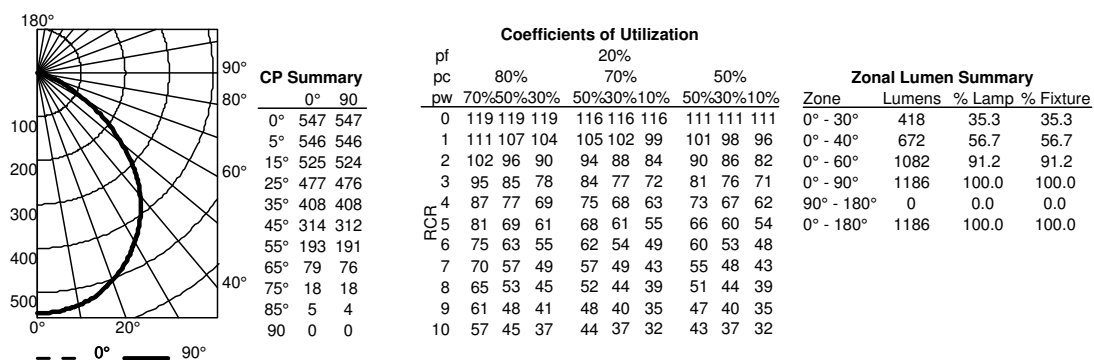 180°
90°
80°
60°
40°
100
200
300
400
500
0° 20°
0° 90°
CP Summary
0° 90
0° 547 547
5° 546 546
15° 525 524
25° 477 476
35° 408 408
45° 314 312
55° 193 191
65° 79 76
75° 18 18
85° 5 4
90 0 0
Coefficients of Utilization
pf 20%
pc 80% 70% 50%
pw 70%50%30% 50%30%10% 50%30%10%
RCR
0 119 119 119 116 116 116 111 111 111
1 111 107 104 105 102 99 101 98 96
2 102 96 90 94 88 84 90 86 82
3 95 85 78 84 77 72 81 76 71
4 87 77 69 75 68 63 73 67 62
5 81 69 61 68 61 55 66 60 54
6 75 63 55 62 54 49 60 53 48
7 70 57 49 57 49 43 55 48 43
8 65 53 45 52 44 39 51 44 39
9 61 48 41 48 40 35 47 40 35
10 57 45 37 44 37 32 43 37 32
Zonal Lumen Summary
Zone Lumens % Lamp % Fixture
0° - 30° 418 35.3 35.3
0° - 40° 672 56.7 56.7
0° - 60° 1082 91.2 91.2
0° - 90° 1186 100.0 100.0
90° - 180° 0 0.0 0.0
0° - 180° 1186 100.0 100.0